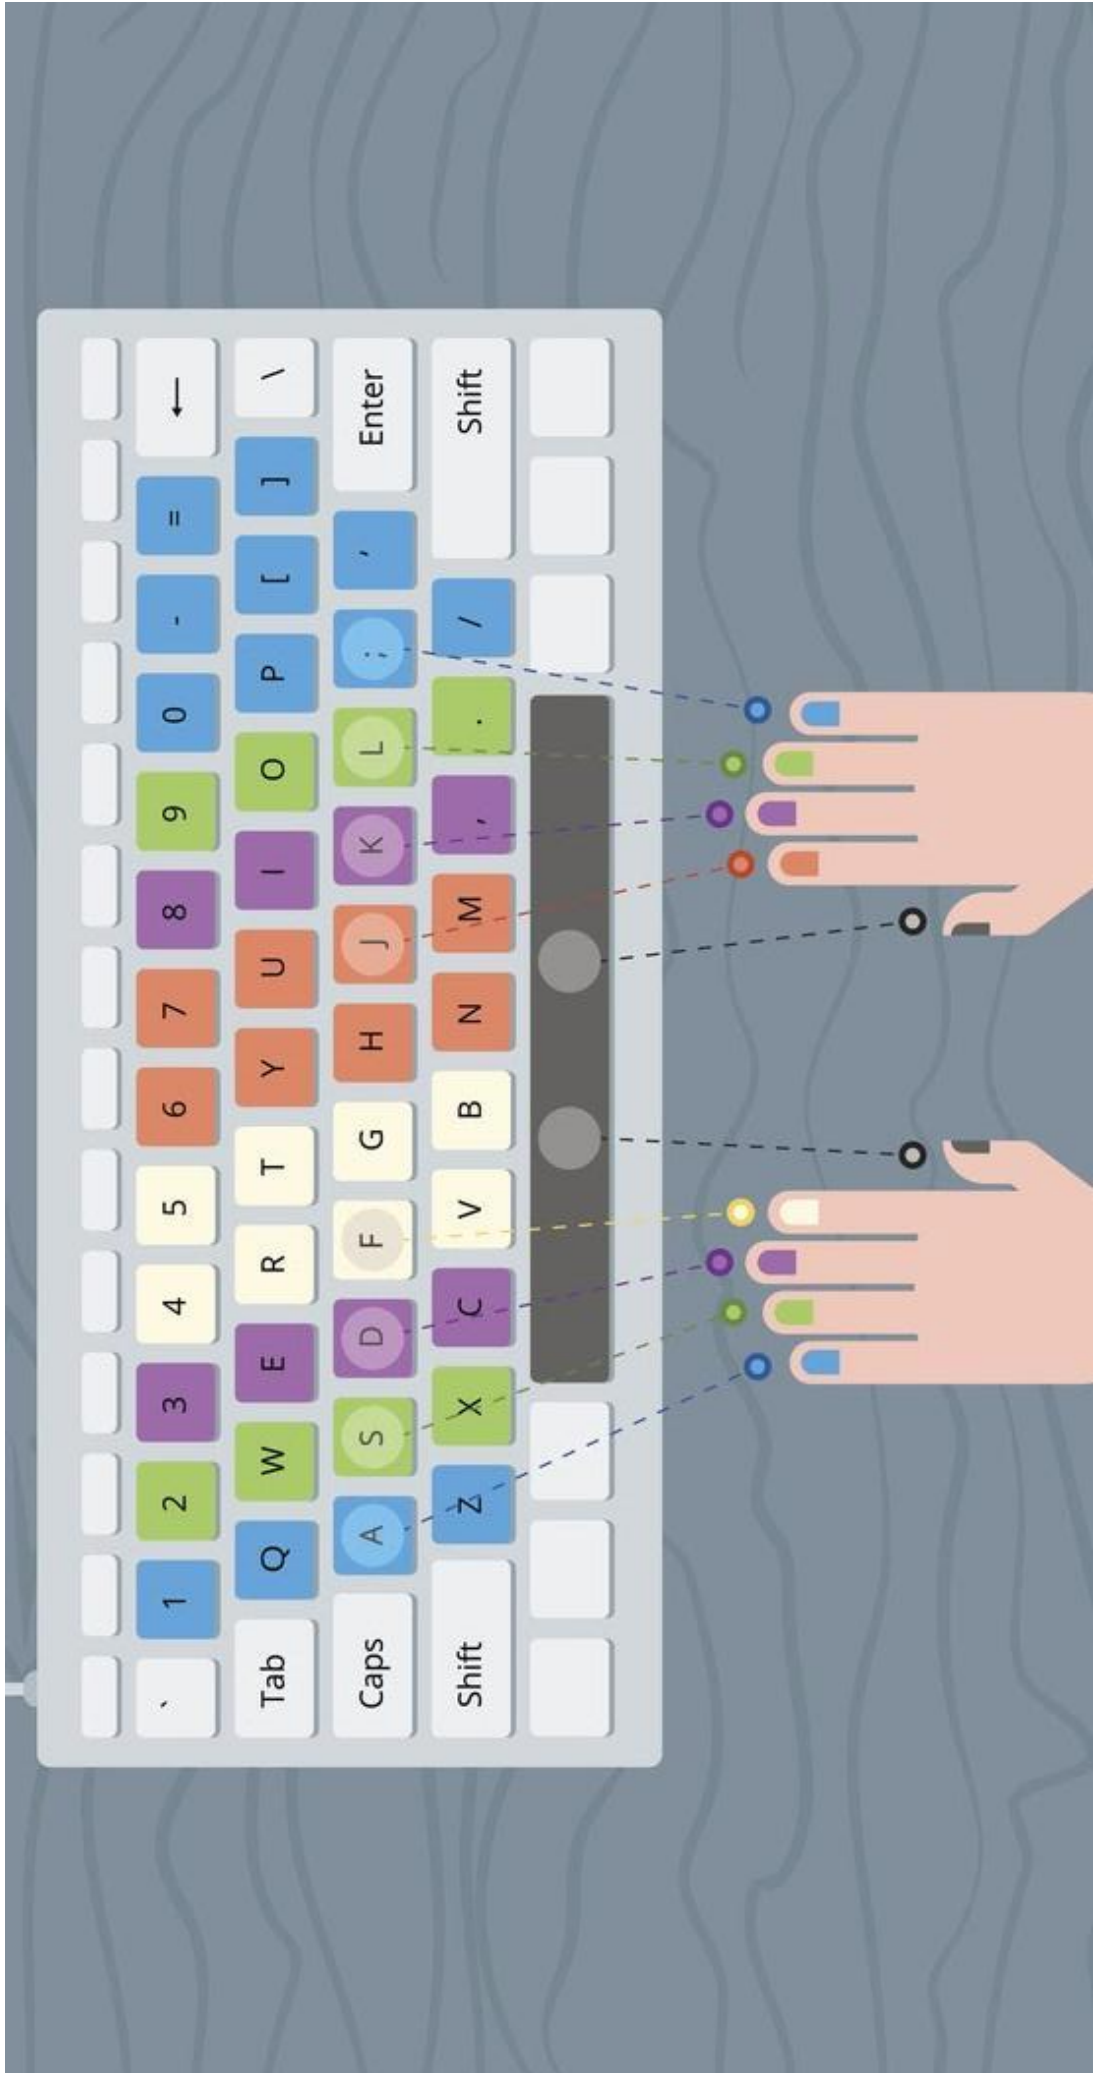 ` 1 2 3 4 5 6 7 8 9 0 - = ←
Tab Q W E R T Y U I O P [ ] \
Caps A S D F G H J K L ; ' Enter
Shift Z X C V B N M , . / Shift